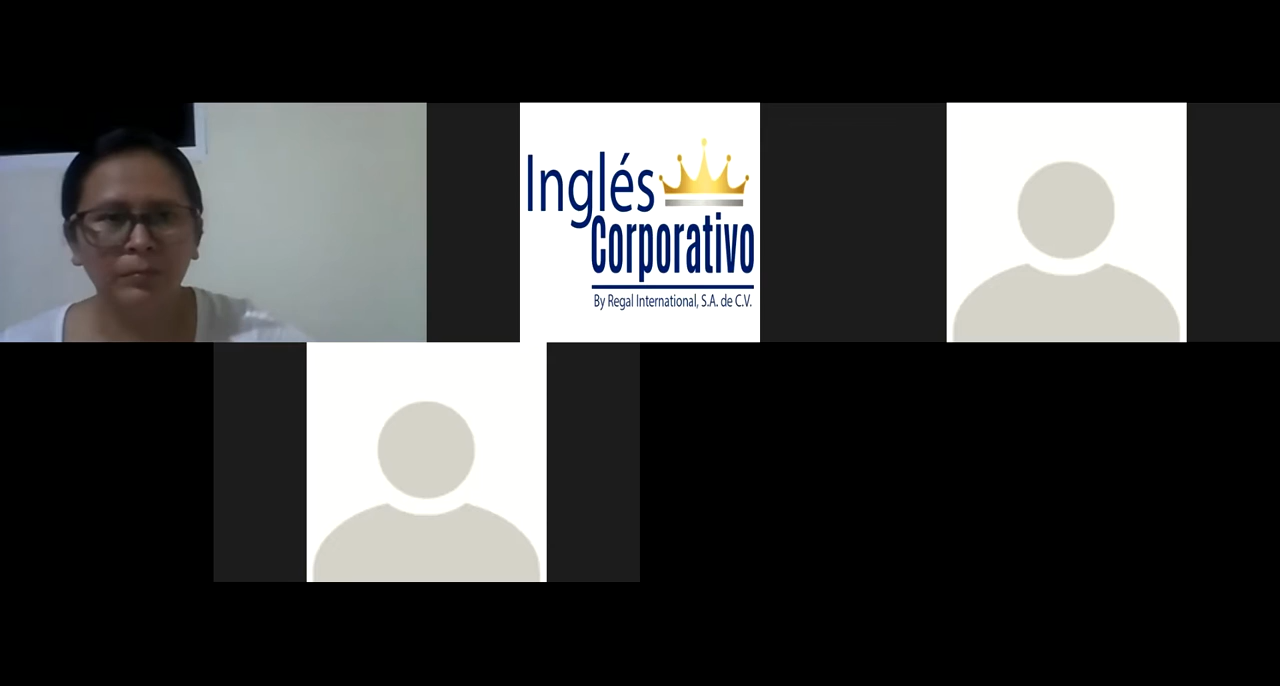 Inglés
Corporativo
By Regal International, S.A. de C.V.